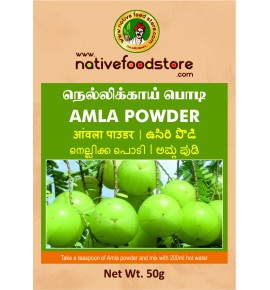 www.
nativefoodstore
.com
நெல்லிக்காய் பொடி
AMLA POWDER
आंवला पाउडर | ఉసిరి పొడి
നെല്ലിക്ക പൊടി | ಅಮ್ಲ ಪುಡಿ
Take a teaspoon of Amla powder and mix with 200ml hot water
Net Wt. 50g